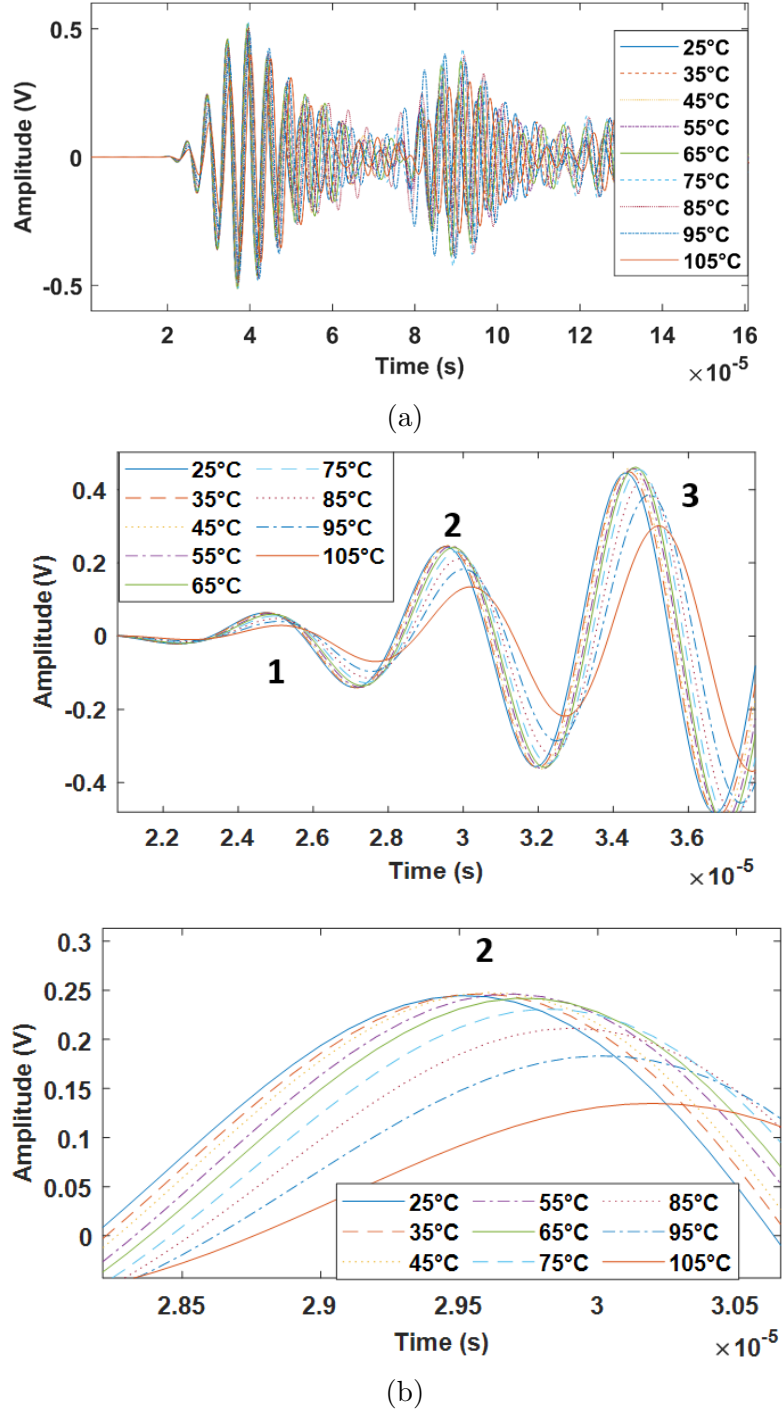 0.5
0
-0.5
Amplitude (V)
25°C
35°C
45°C
55°C
65°C
75°C
85°C
95°C
105°C
2 4 6 8 10 12 14 16
Time (s)
×10⁻⁵
(a)
25°C 75°C
35°C 85°C
45°C 95°C
55°C 105°C
65°C
0.4
0.2
0
-0.2
-0.4
Amplitude (V)
1
2
3
2.2 2.4 2.6 2.8 3 3.2 3.4 3.6
Time (s)
×10⁻⁵
2
0.3
0.25
0.2
0.15
0.1
0.05
0
Amplitude (V)
25°C 55°C 85°C
35°C 65°C 95°C
45°C 75°C 105°C
2.85 2.9 2.95 3 3.05
Time (s)
×10⁻⁵
(b)